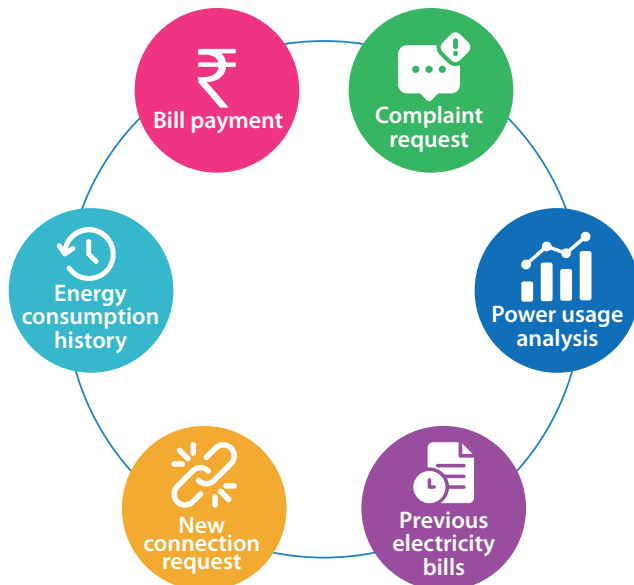 ₹
Bill payment
Complaint
request
Energy
consumption
history
Power usage
analysis
New
connection
request
Previous
electricity
bills